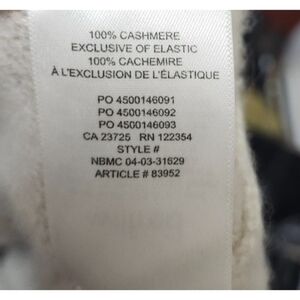 100% CASHMERE
EXCLUSIVE OF ELASTIC
100% CACHEMIRE
À L'EXCLUSION DE L'ÉLASTIQUE
PO 4500146091
PO 4500146092
PO 4500146093
CA 23725 RN 122354
STYLE #
NBMC 04-03-31629
ARTICLE # 83952